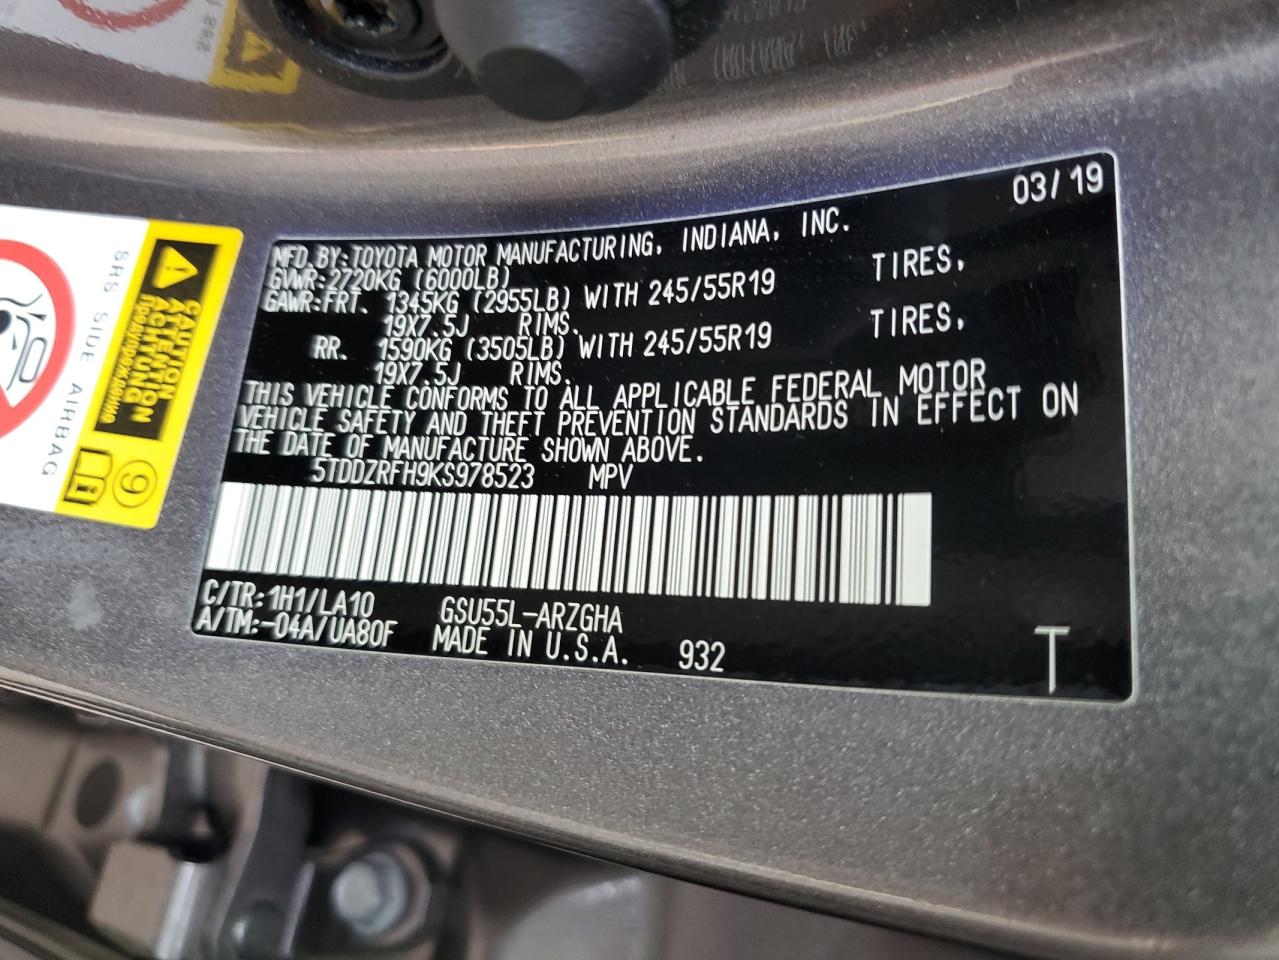 03/19
MFD.BY:TOYOTA MOTOR MANUFACTURING, INDIANA, INC.
GVWR:2720KG (6000LB)
GAWR:FRT. 1345KG (2955LB) WITH 245/55R19 TIRES,
19X7.5J RIMS.
RR. 1590KG (3505LB) WITH 245/55R19 TIRES,
19X7.5J RIMS.
THIS VEHICLE CONFORMS TO ALL APPLICABLE FEDERAL MOTOR
VEHICLE SAFETY AND THEFT PREVENTION STANDARDS IN EFFECT ON
THE DATE OF MANUFACTURE SHOWN ABOVE.
5TDDZRFH9KS978523 MPV
C/TR:1H1/LA10 GSU55L-ARZGHA
A/TM:-04A/UA80F MADE IN U.S.A. 932 T
SRS SIDE AIRBAG
CAUTION
ATTENTION
ACHTUNG
9